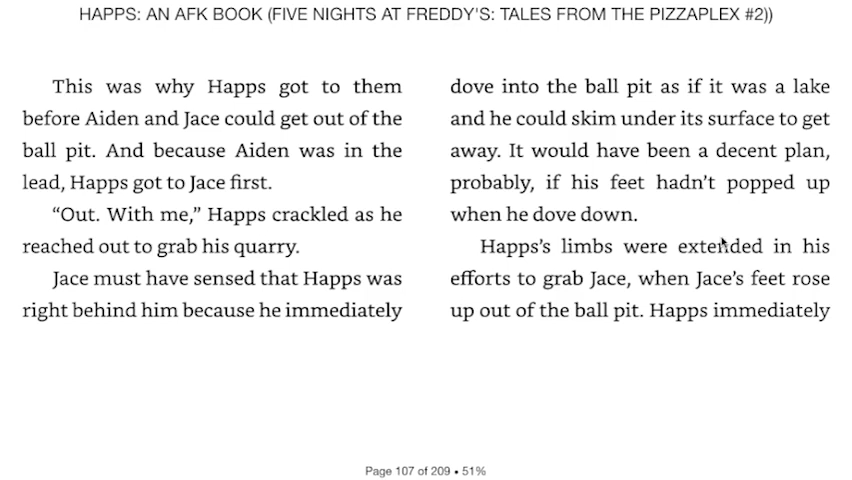 HAPPS: AN AFK BOOK (FIVE NIGHTS AT FREDDY'S: TALES FROM THE PIZZAPLEX #2))
This was why Happs got to them
before Aiden and Jace could get out of the
ball pit. And because Aiden was in the
lead, Happs got to Jace first.
“Out. With me,” Happs crackled as he
reached out to grab his quarry.
Jace must have sensed that Happs was
right behind him because he immediately
dove into the ball pit as if it was a lake
and he could skim under its surface to get
away. It would have been a decent plan,
probably, if his feet hadn’t popped up
when he dove down.
Happs’s limbs were extended in his
efforts to grab Jace, when Jace’s feet rose
up out of the ball pit. Happs immediately
Page 107 of 209 • 51%